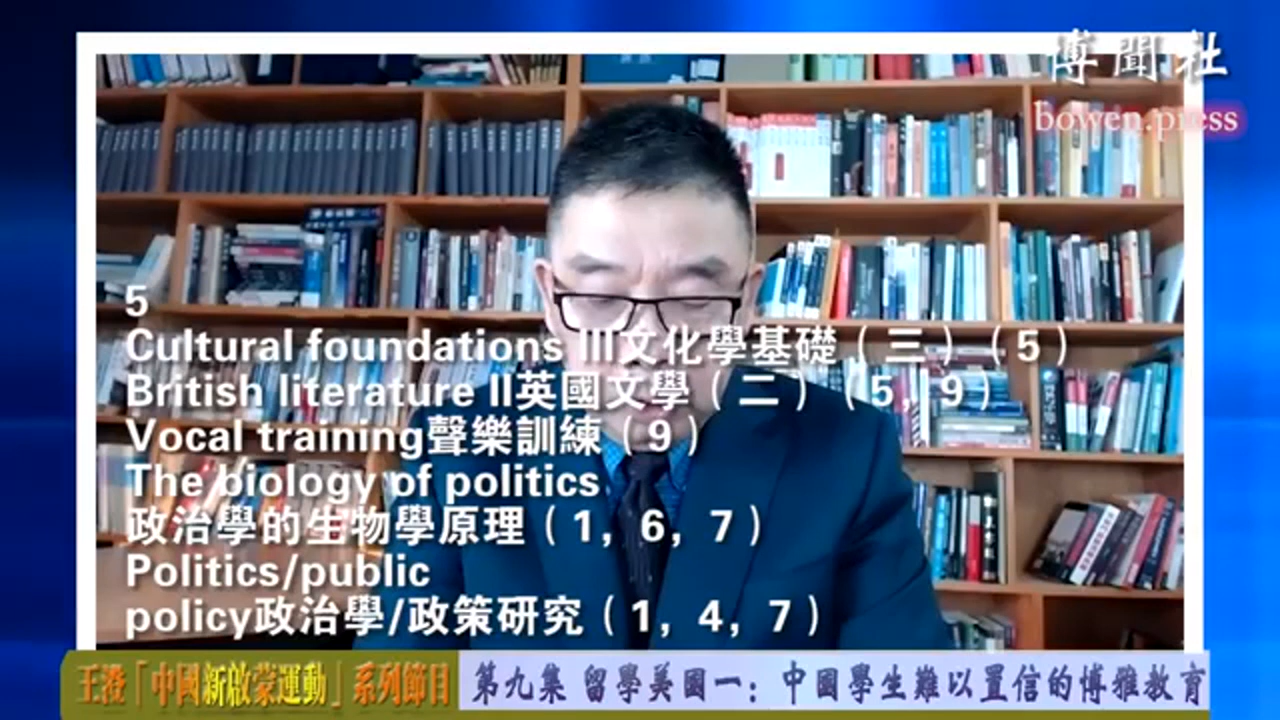 博聞社
bowen.press
5
Cultural foundations III文化學基礎（三）（5）
British literature II英國文學（二）（5，9）
Vocal training聲樂訓練（9）
The biology of politics
政治學的生物學原理（1，6，7）
Politics/public
policy政治學/政策研究（1，4，7）
王澄「中國新啟蒙運動」系列節目
第九集 留學美國一：中國學生難以置信的博雅教育